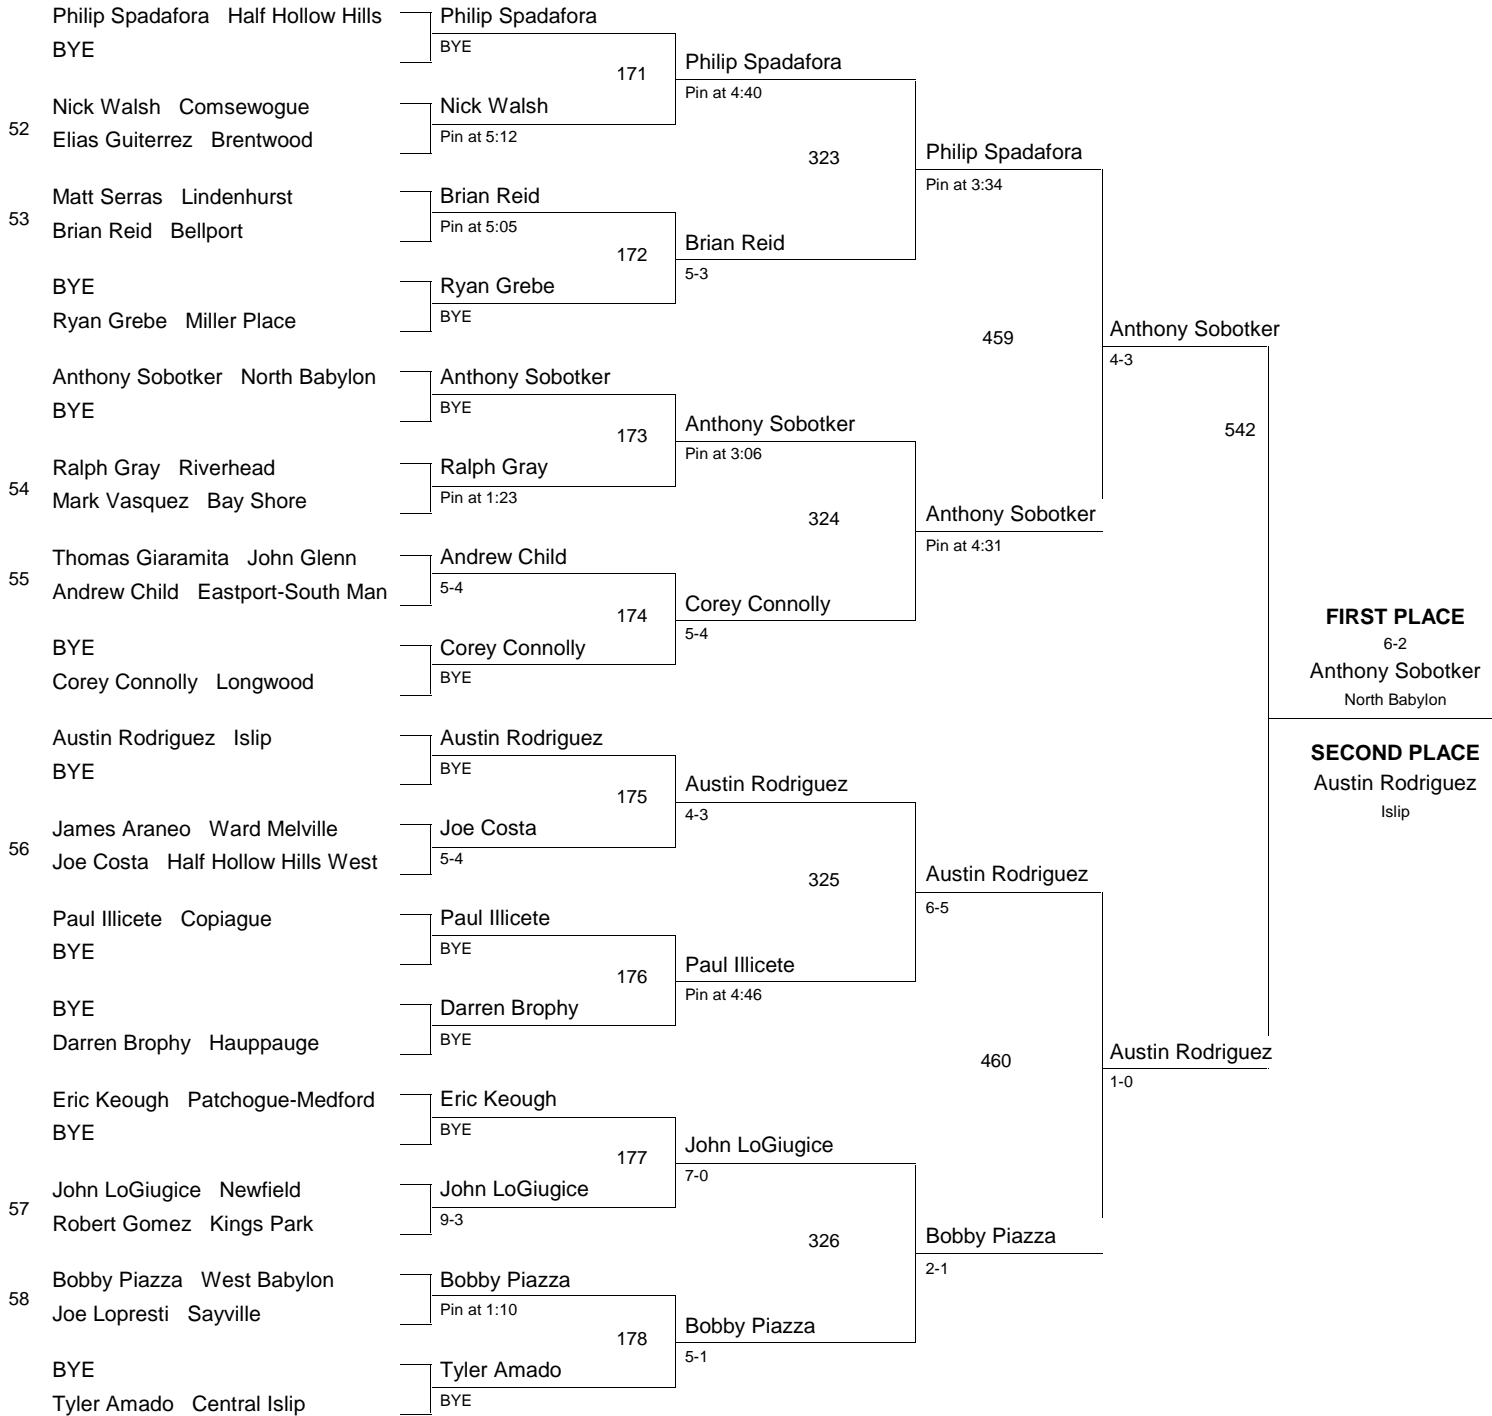 Philip Spadafora Half Hollow Hills
BYE
52
Nick Walsh Comsewogue
Elias Guiterrez Brentwood
53
Matt Serras Lindenhurst
Brian Reid Bellport
BYE
Ryan Grebe Miller Place
Anthony Sobotker North Babylon
BYE
54
Ralph Gray Riverhead
Mark Vasquez Bay Shore
55
Thomas Giaramita John Glenn
Andrew Child Eastport-South Man
BYE
Corey Connolly Longwood
Austin Rodriguez Islip
BYE
56
James Araneo Ward Melville
Joe Costa Half Hollow Hills West
Paul Illicete Copiague
BYE
BYE
Darren Brophy Hauppauge
Eric Keough Patchogue-Medford
BYE
57
John LoGiugice Newfield
Robert Gomez Kings Park
58
Bobby Piazza West Babylon
Joe Lopresti Sayville
BYE
Tyler Amado Central Islip
Philip Spadafora
BYE
171
Nick Walsh
Pin at 5:12
Brian Reid
Pin at 5:05
172
Ryan Grebe
BYE
Anthony Sobotker
BYE
173
Ralph Gray
Pin at 1:23
Andrew Child
5-4
174
Corey Connolly
BYE
Austin Rodriguez
BYE
175
Joe Costa
5-4
Paul Illicete
BYE
176
Darren Brophy
BYE
Eric Keough
BYE
177
John LoGiugice
9-3
Bobby Piazza
Pin at 1:10
178
Tyler Amado
BYE
Philip Spadafora
Pin at 4:40
323
Brian Reid
5-3
Anthony Sobotker
Pin at 3:06
324
Corey Connolly
5-4
Austin Rodriguez
4-3
325
Paul Illicete
Pin at 4:46
John LoGiugice
7-0
326
Bobby Piazza
5-1
Philip Spadafora
Pin at 3:34
459
Anthony Sobotker
Pin at 4:31
Austin Rodriguez
6-5
460
Bobby Piazza
2-1
Anthony Sobotker
4-3
542
Austin Rodriguez
1-0
FIRST PLACE
6-2
Anthony Sobotker
North Babylon
SECOND PLACE
Austin Rodriguez
Islip